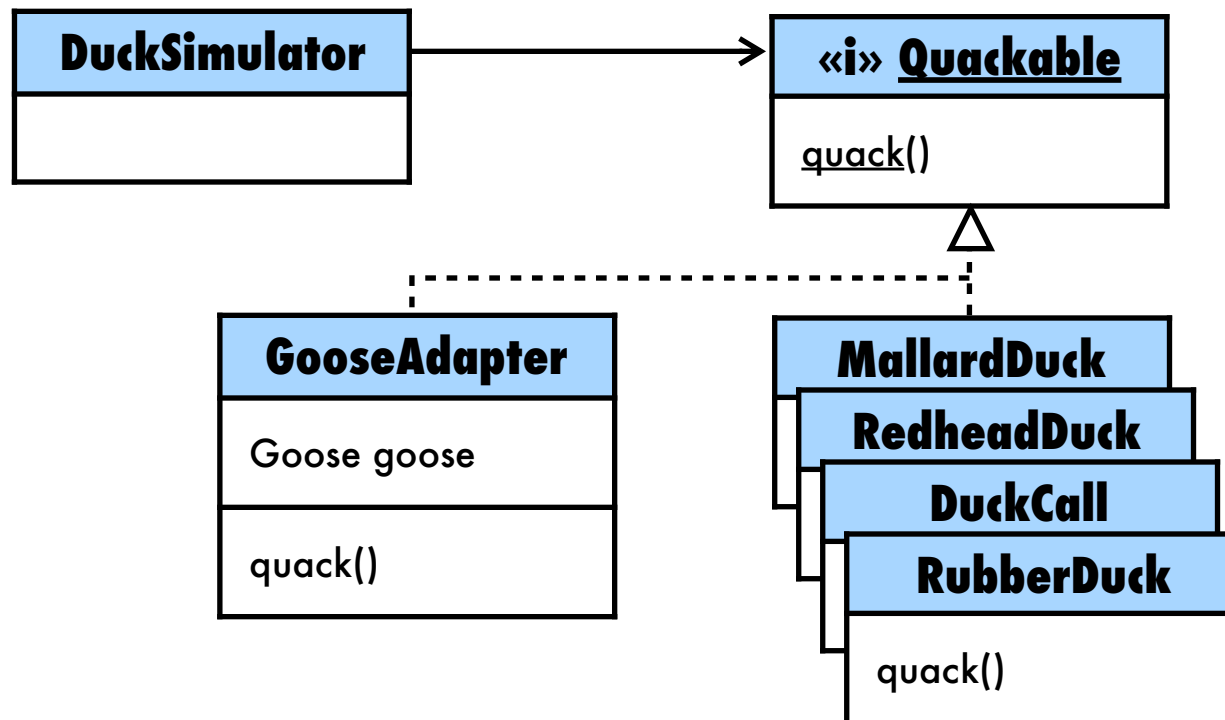 DuckSimulator
«i» Quackable
quack()
GooseAdapter
Goose goose
quack()
MallardDuck
RedheadDuck
DuckCall
RubberDuck
quack()